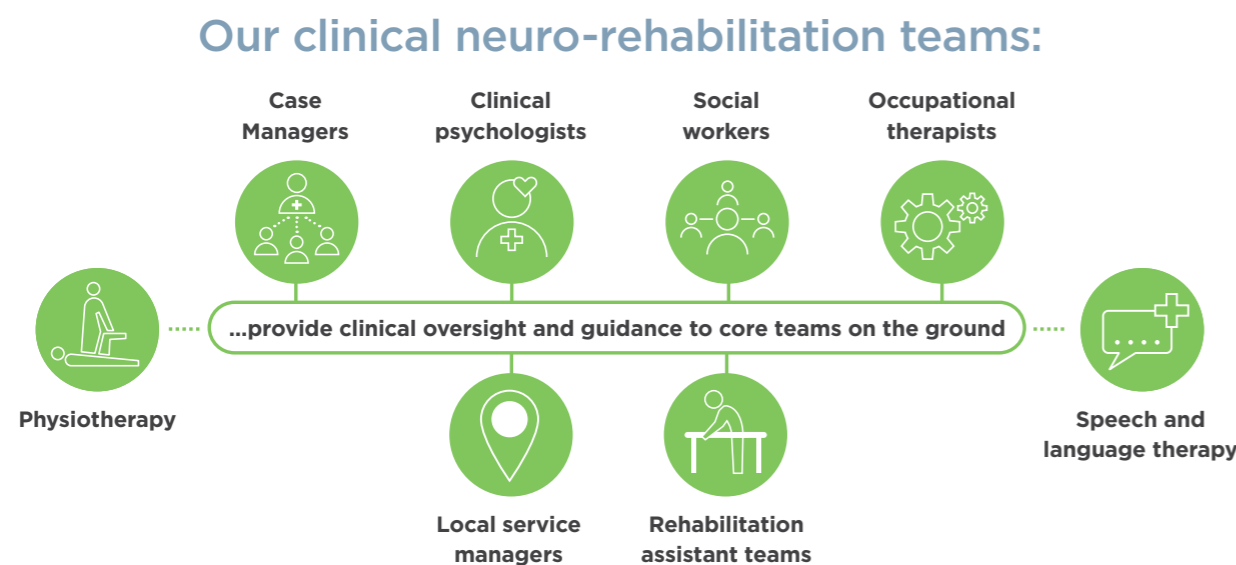 Our clinical neuro-rehabilitation teams:
Case
Managers
Clinical
psychologists
Social
workers
Occupational
therapists
...provide clinical oversight and guidance to core teams on the ground
Physiotherapy
Speech and
language therapy
Local service
managers
Rehabilitation
assistant teams